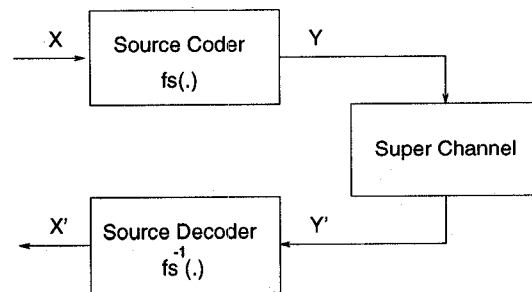 X
Source Coder
fs(.)
Y
Super Channel
X'
Source Decoder
fs⁻¹(.)
Y'